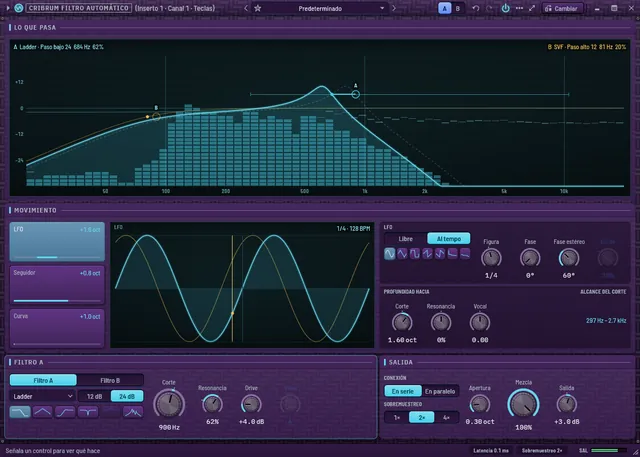 CRIBRUM FILTRO AUTOMÁTICO (Inserto 1 · Canal 1 · Teclas) Predeterminado A B Cambiar
LO QUE PASA
A Ladder · Paso bajo 24 684 Hz 62% B SVF · Paso alto 12 81 Hz 20%
+12
0
-12
-24
A
B
50 100 200 500 1k 2k 5k 10k
MOVIMIENTO
LFO +1.6 oct
Seguidor +0.8 oct
Curva +1.0 oct
LFO 1/4 · 128 BPM
LFO
Libre Al tempo
Figura Fase Fase estéreo
1/4 0° 60°
PROFUNDIDAD HACIA ALCANCE DEL CORTE
Corte Resonancia Vocal
1.60 oct 0% 0.00
297 Hz – 2.7 kHz
FILTRO A
Filtro A Filtro B
Ladder 12 dB 24 dB
Corte Resonancia Drive
900 Hz 62% +4.0 dB
SALIDA
CONEXIÓN
En serie En paralelo
SOBREMUESTREO
1× 2× 4×
Apertura Mezcla Salida
0.30 oct 100% +3.0 dB
Señala un control para ver qué hace Latencia 0.1 ms Sobremuestreo 2× SAL